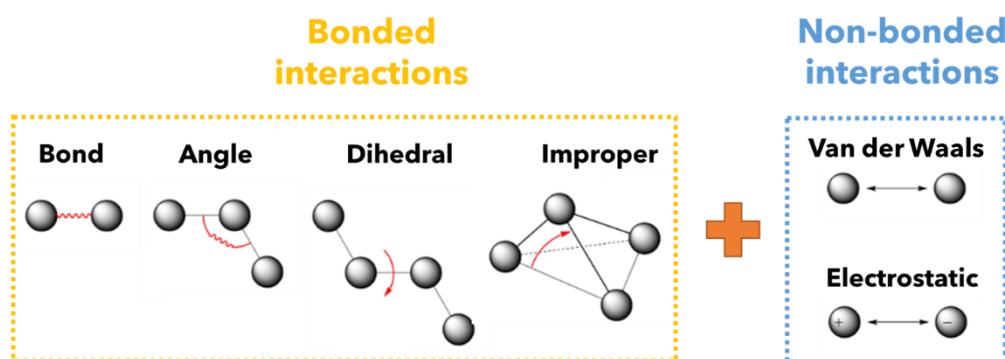 Bonded
interactions
Non-bonded
interactions
Bond
Angle
Dihedral
Improper
Van der Waals
Electrostatic
+
−